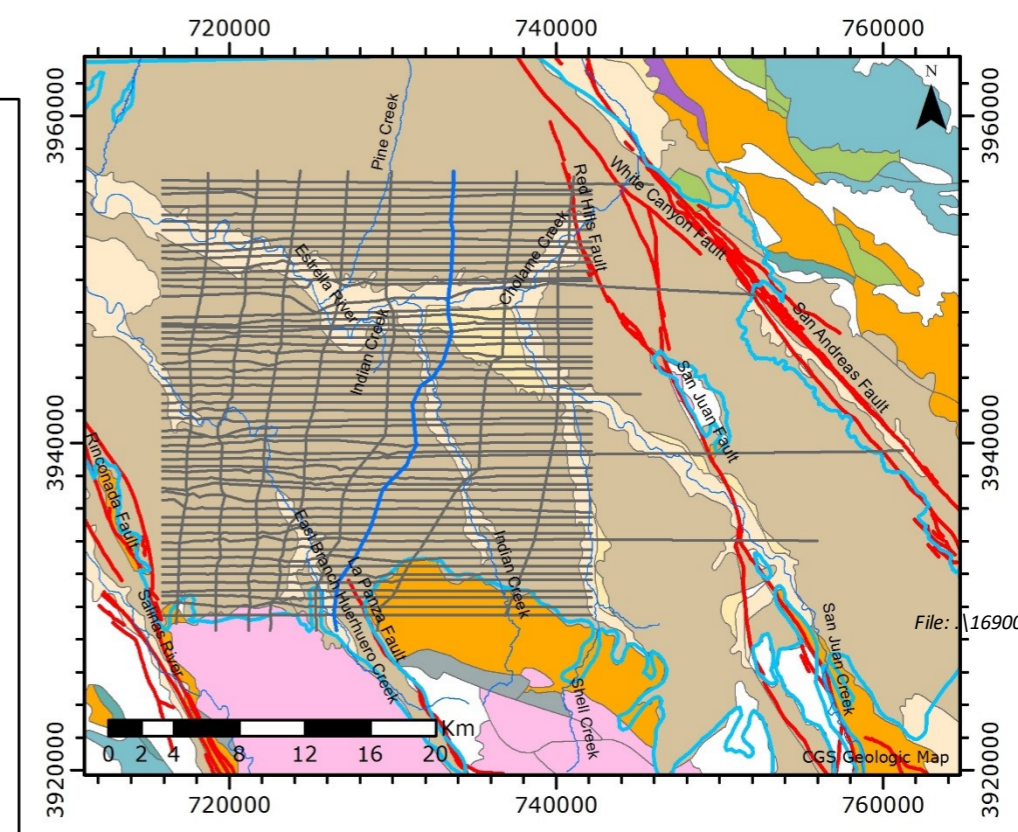 720000
740000
760000
3960000
3960000
N
Pine Creek
White Canyon Fault
Red Hills Fault
Cholame Creek
Estrella River
Indian Creek
San Andreas Fault
San Juan Fault
3940000
3940000
Rinconada Fault
East Branch Huerhuero Creek
La Panza Fault
Indian Creek
Salinas River
San Juan Creek
File: .\16900
Shell Creek
Km
0 2 4 8 12 16 20
CGS Geologic Map
3920000
3920000
720000
740000
760000